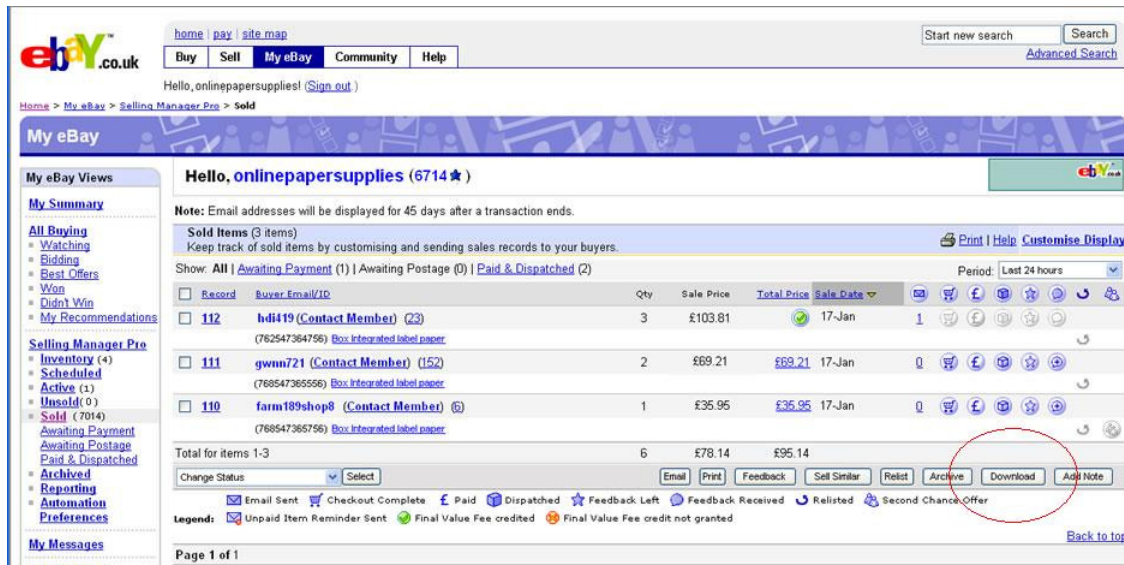 ebaY.co.uk
home | pay | site map
Start new search Search
Buy Sell My eBay Community Help
Advanced Search
Hello, onlinepapersupplies! (Sign out.)
Home > My eBay > Selling Manager Pro > Sold
My eBay
My eBay Views
My Summary
All Buying
Watching
Bidding
Best Offers
Won
Didn't Win
My Recommendations
Selling Manager Pro
Inventory (4)
Scheduled
Active (1)
Unsold(0)
Sold (7014)
Awaiting Payment
Awaiting Postage
Paid & Dispatched
Archived
Reporting
Automation
Preferences
My Messages
Hello, onlinepapersupplies (6714)
ebY
Note: Email addresses will be displayed for 45 days after a transaction ends.
Sold Items (3 items)
Keep track of sold items by customising and sending sales records to your buyers.
Print | Help Customise Display
Show: All | Awaiting Payment (1) | Awaiting Postage (0) | Paid & Dispatched (2)
Period: Last 24 hours
Record Buyer Email/ID Qty Sale Price Total Price Sale Date
112 hdi419 (Contact Member) (23) 3 £103.81 17-Jan 1
(762547364756) Box Integrated label paper
111 gwnn721 (Contact Member) (152) 2 £69.21 £69.21 17-Jan 0
(768547365556) Box Integrated label paper
110 farm189shop8 (Contact Member) (6) 1 £35.95 £35.95 17-Jan 0
(768547365756) Box Integrated label paper
Total for items 1-3 6 £78.14 £95.14
Change Status Select Email Print Feedback Sell Similar Relist Archive Download Add Note
Email Sent Checkout Complete £ Paid Dispatched Feedback Left Feedback Received Relisted Second Chance Offer
Legend: Unpaid Item Reminder Sent Final Value Fee credited Final Value Fee credit not granted
Back to top
Page 1 of 1